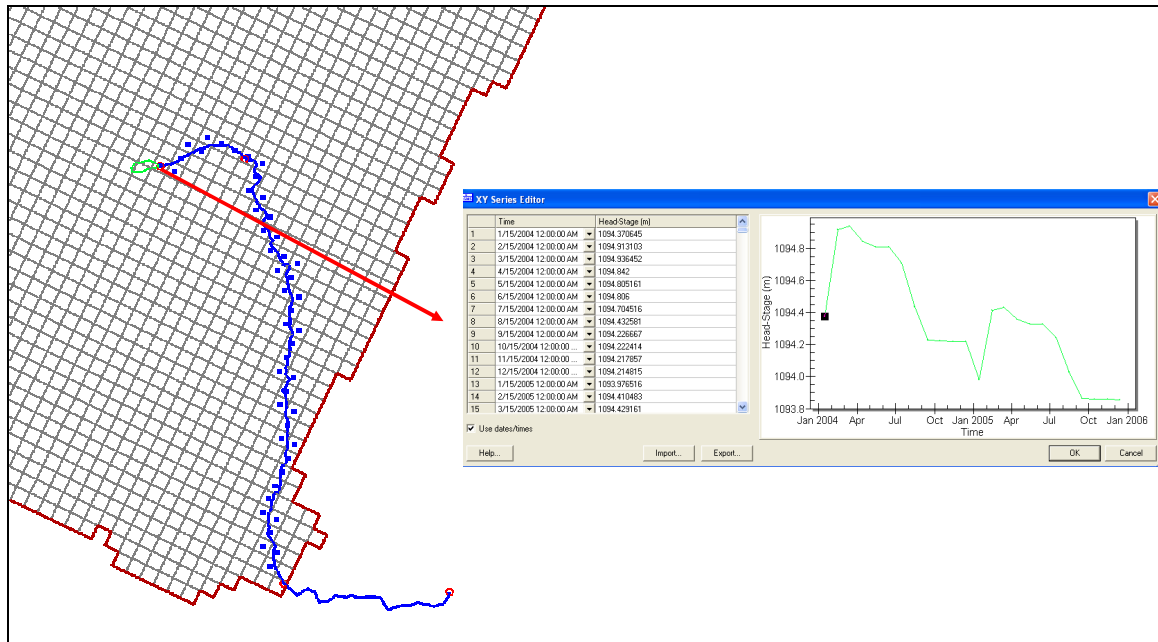 XY Series Editor
Time Head-Stage (m)
1 1/15/2004 12:00:00 AM 1094.370645
2 2/15/2004 12:00:00 AM 1094.913103
3 3/15/2004 12:00:00 AM 1094.936452
4 4/15/2004 12:00:00 AM 1094.842
5 5/15/2004 12:00:00 AM 1094.805161
6 6/15/2004 12:00:00 AM 1094.806
7 7/15/2004 12:00:00 AM 1094.704516
8 8/15/2004 12:00:00 AM 1094.432581
9 9/15/2004 12:00:00 AM 1094.226667
10 10/15/2004 12:00:00 ... 1094.222414
11 11/15/2004 12:00:00 ... 1094.217857
12 12/15/2004 12:00:00 ... 1094.214815
13 1/15/2005 12:00:00 AM 1093.976516
14 2/15/2005 12:00:00 AM 1094.410483
15 3/15/2005 12:00:00 AM 1094.429161
Use dates/times
Help...
Import...
Export...
Head-Stage (m)
1094.8
1094.6
1094.4
1094.2
1094.0
1093.8
Jan 2004 Apr Jul Oct Jan 2005 Apr Jul Oct Jan 2006
Time
OK
Cancel